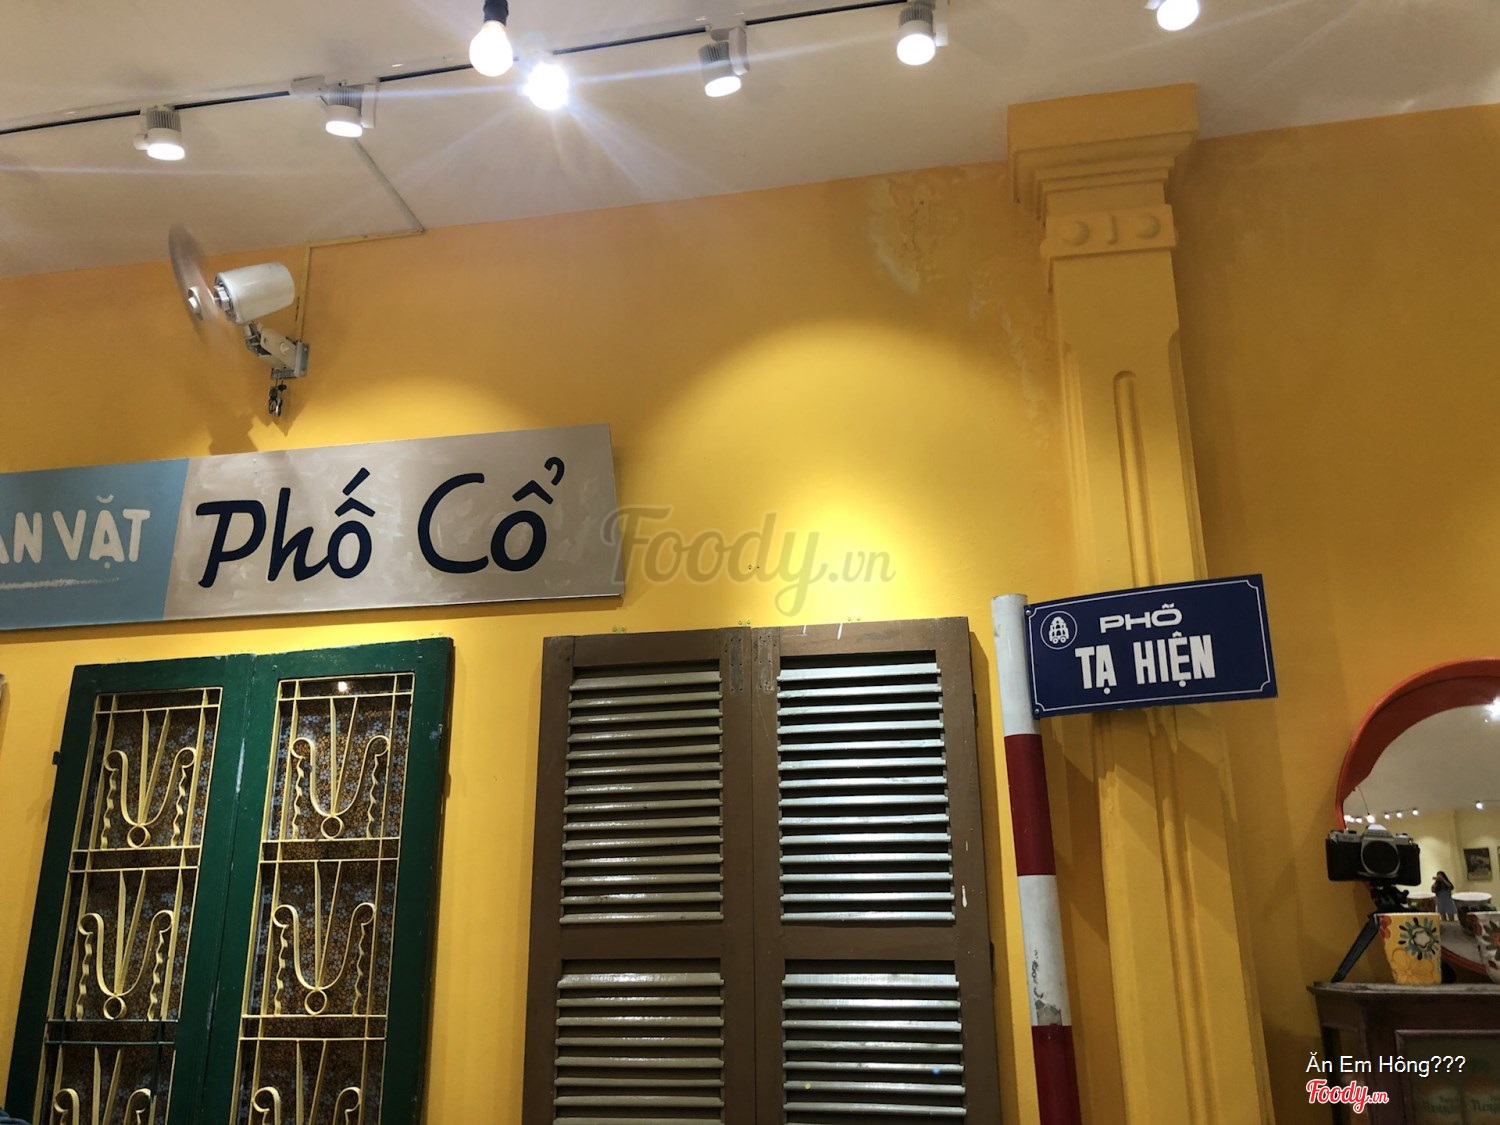 ĂN VẶT Phố Cổ
Foody.vn
PHỐ
TẠ HIỆN
Ăn Em Hông???
Foody.vn